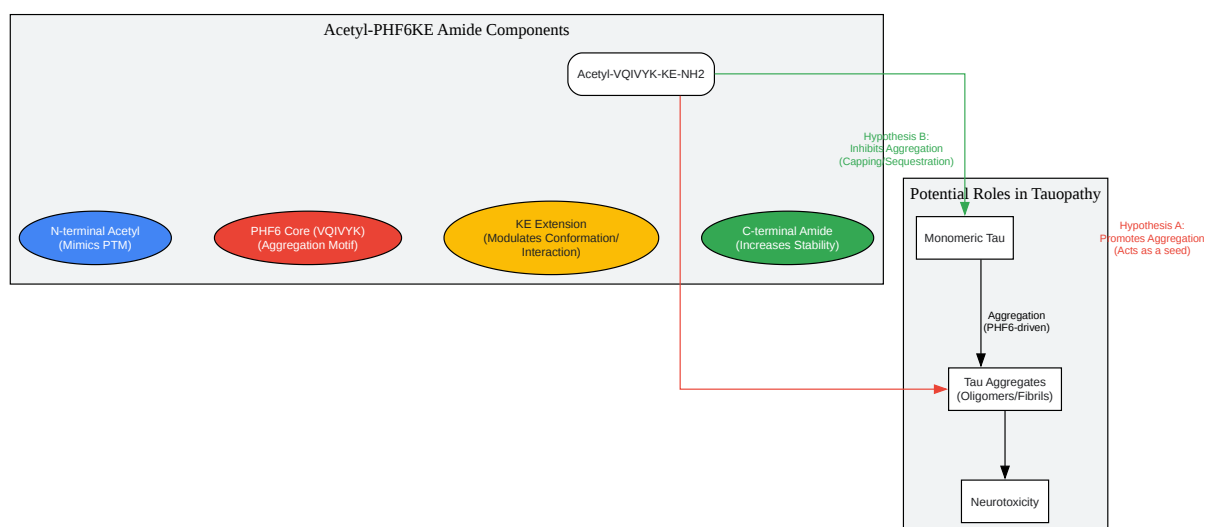 Acetyl-PHF6KE Amide Components
Acetyl-VQIVYK-KE-NH2
Hypothesis B:
Inhibits Aggregation
(Capping/Sequestration)
N-terminal Acetyl
(Mimics PTM)
PHF6 Core (VQIVYK)
(Aggregation Motif)
KE Extension
(Modulates Conformation/
Interaction)
C-terminal Amide
(Increases Stability)
Potential Roles in Tauopathy
Monomeric Tau
Hypothesis A:
Promotes Aggregation
(Acts as a seed)
Aggregation
(PHF6-driven)
Tau Aggregates
(Oligomers/Fibrils)
Neurotoxicity